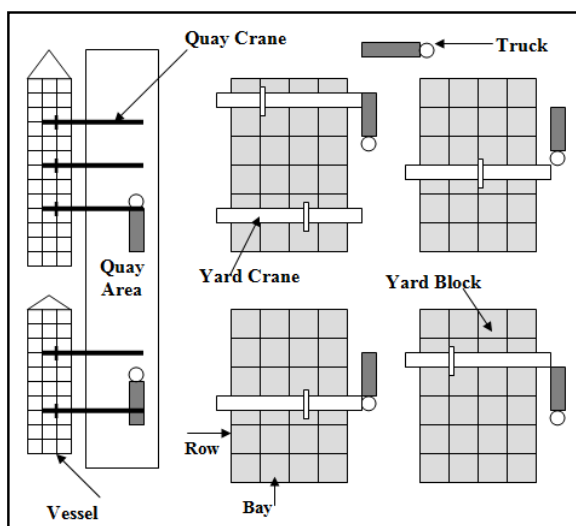 Quay Crane
Truck
Quay
Area
Yard Crane
Yard Block
Row
Vessel
Bay